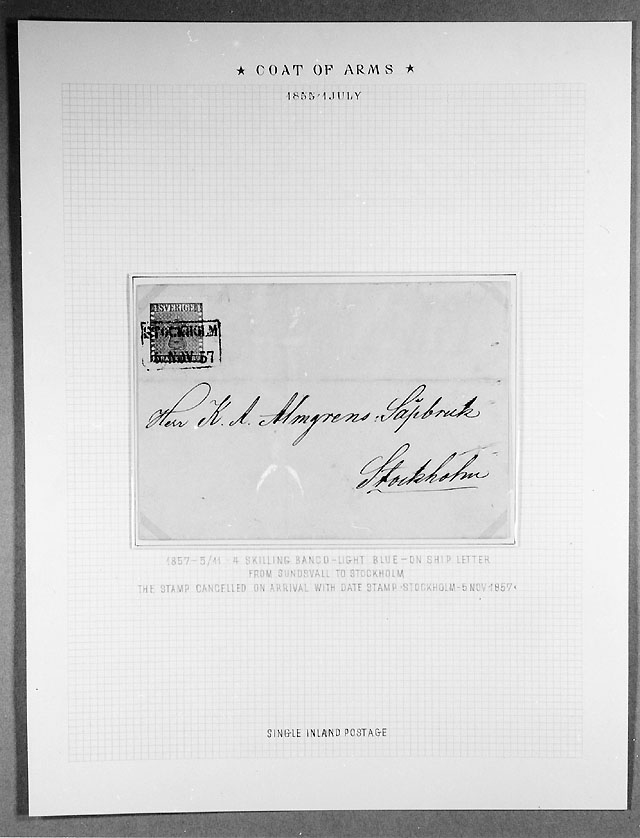 ★ COAT OF ARMS ★
1855-1 JULY
SVERIGE
STOCKHOLM
5 NOV 57
Herr K. A. Almgrens Såpbruk
Stockholm
1857-5/11 - 4 SKILLING BANCO-LIGHT BLUE-ON SHIP LETTER
FROM SUNDSVALL TO STOCKHOLM
THE STAMP CANCELLED ON ARRIVAL WITH DATE STAMP ›STOCKHOLM-5 NOV 1857‹
SINGLE INLAND POSTAGE